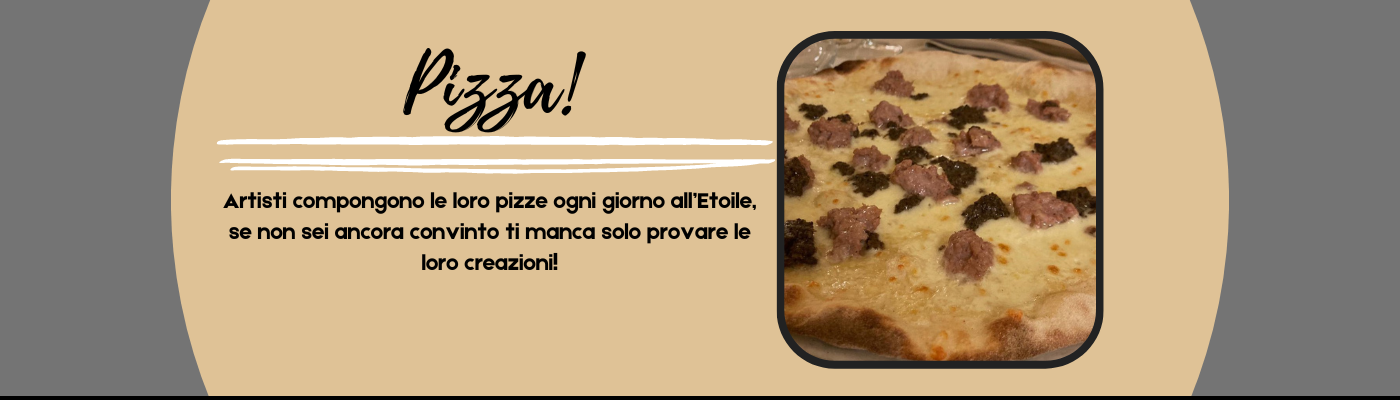 Pizza!
Artisti compongono le loro pizze ogni giorno all'Etoile,
se non sei ancora convinto ti manca solo provare le
loro creazioni!